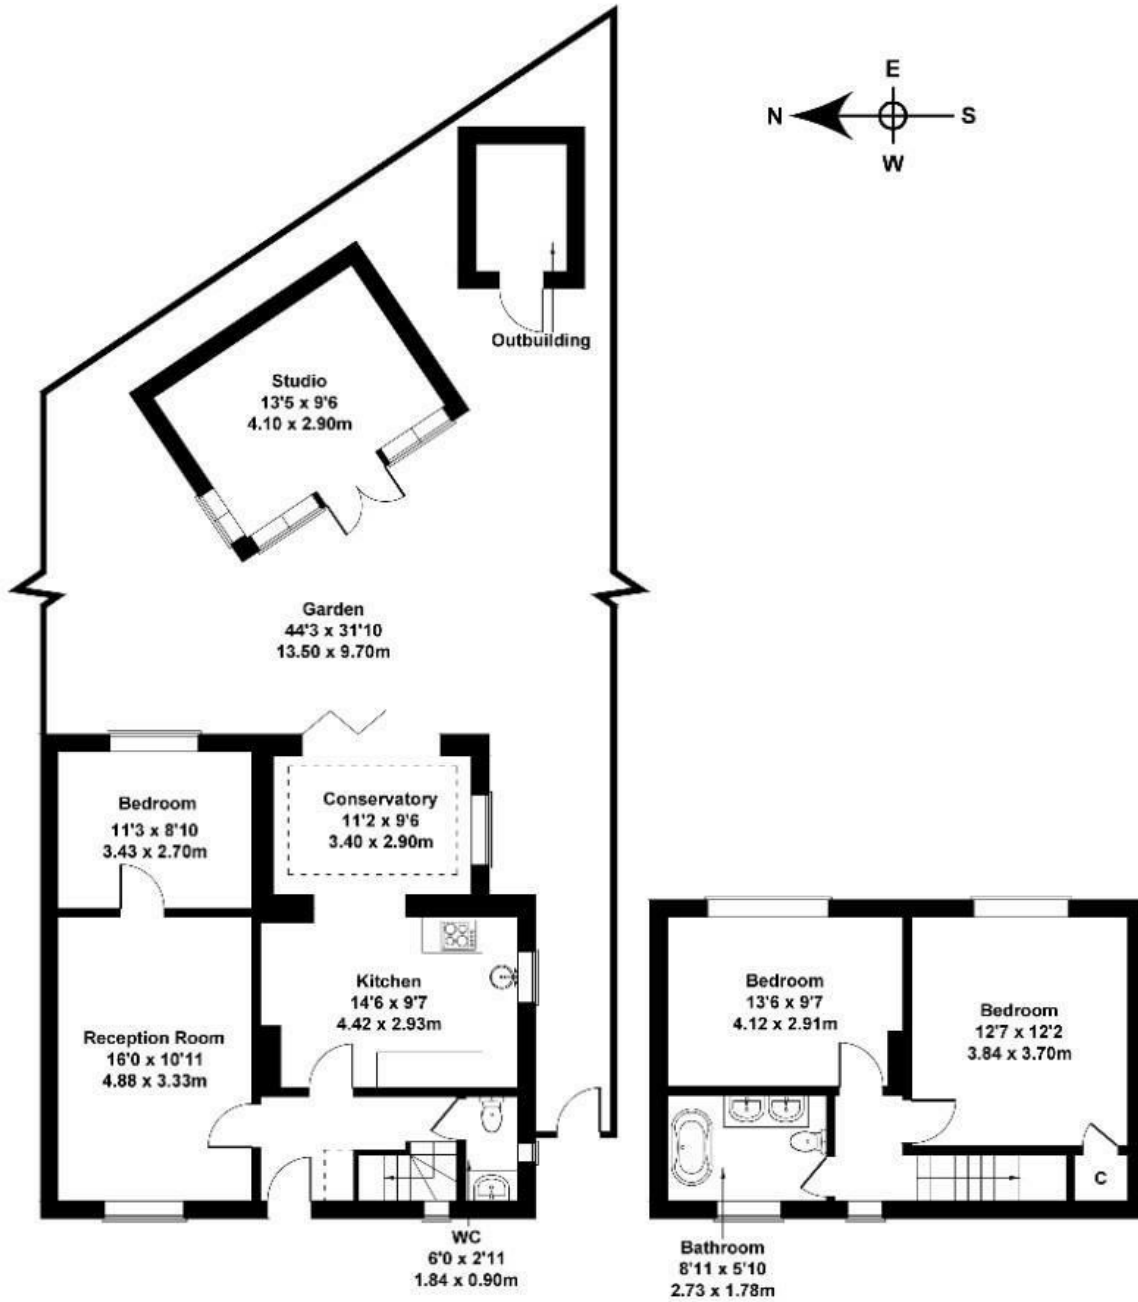 E
N
S
W
Outbuilding
Studio
13'5 x 9'6
4.10 x 2.90m
Garden
44'3 x 31'10
13.50 x 9.70m
Bedroom
11'3 x 8'10
3.43 x 2.70m
Conservatory
11'2 x 9'6
3.40 x 2.90m
Kitchen
14'6 x 9'7
4.42 x 2.93m
Reception Room
16'0 x 10'11
4.88 x 3.33m
WC
6'0 x 2'11
1.84 x 0.90m
Bedroom
13'6 x 9'7
4.12 x 2.91m
Bedroom
12'7 x 12'2
3.84 x 3.70m
C
Bathroom
8'11 x 5'10
2.73 x 1.78m